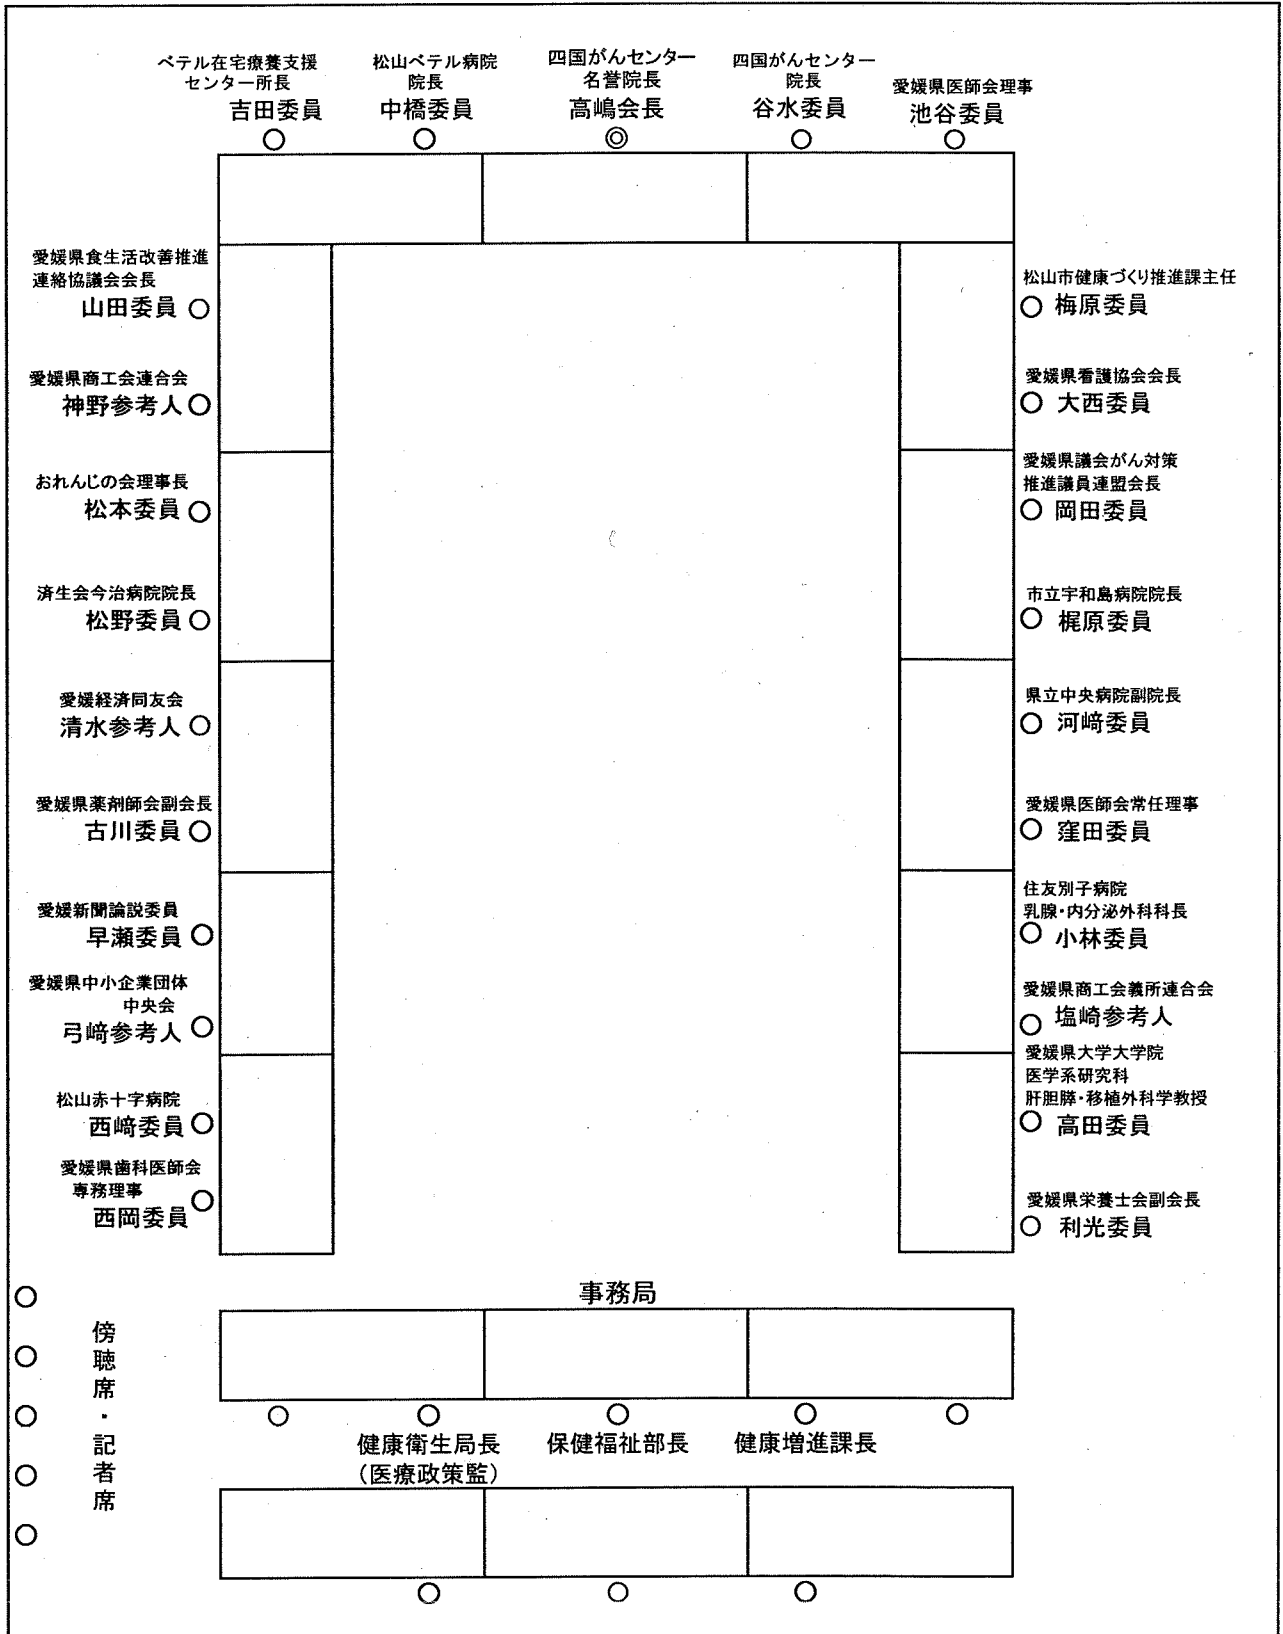 ベテル在宅療養支援
センター所長
吉田委員
○
松山ベテル病院
院長
中橋委員
○
四国がんセンター
名誉院長
高嶋会長
◎
四国がんセンター
院長
谷水委員
○
愛媛県医師会理事
池谷委員
○
愛媛県食生活改善推進
連絡協議会会長
山田委員 ○
愛媛県商工会連合会
神野参考人 ○
おれんじの会理事長
松本委員 ○
済生会今治病院院長
松野委員 ○
愛媛経済同友会
清水参考人 ○
愛媛県薬剤師会副会長
古川委員 ○
愛媛新聞論説委員
早瀬委員 ○
愛媛県中小企業団体
中央会
弓﨑参考人 ○
松山赤十字病院
西﨑委員 ○
愛媛県歯科医師会
専務理事 ○
西岡委員
松山市健康づくり推進課主任
○ 梅原委員
愛媛県看護協会会長
○ 大西委員
愛媛県議会がん対策
推進議員連盟会長
○ 岡田委員
市立宇和島病院院長
○ 梶原委員
県立中央病院副院長
○ 河﨑委員
愛媛県医師会常任理事
○ 窪田委員
住友別子病院
乳腺・内分泌外科科長
○ 小林委員
愛媛県商工会義所連合会
○ 塩崎参考人
愛媛県大学大学院
医学系研究科
肝胆膵・移植外科学教授
○ 高田委員
愛媛県栄養士会副会長
○ 利光委員
事務局
○ ○ ○ ○ ○
健康衛生局長
（医療政策監）
保健福祉部長
健康増進課長
○ ○ ○
傍聴席・記者席
○
○
○
○
○